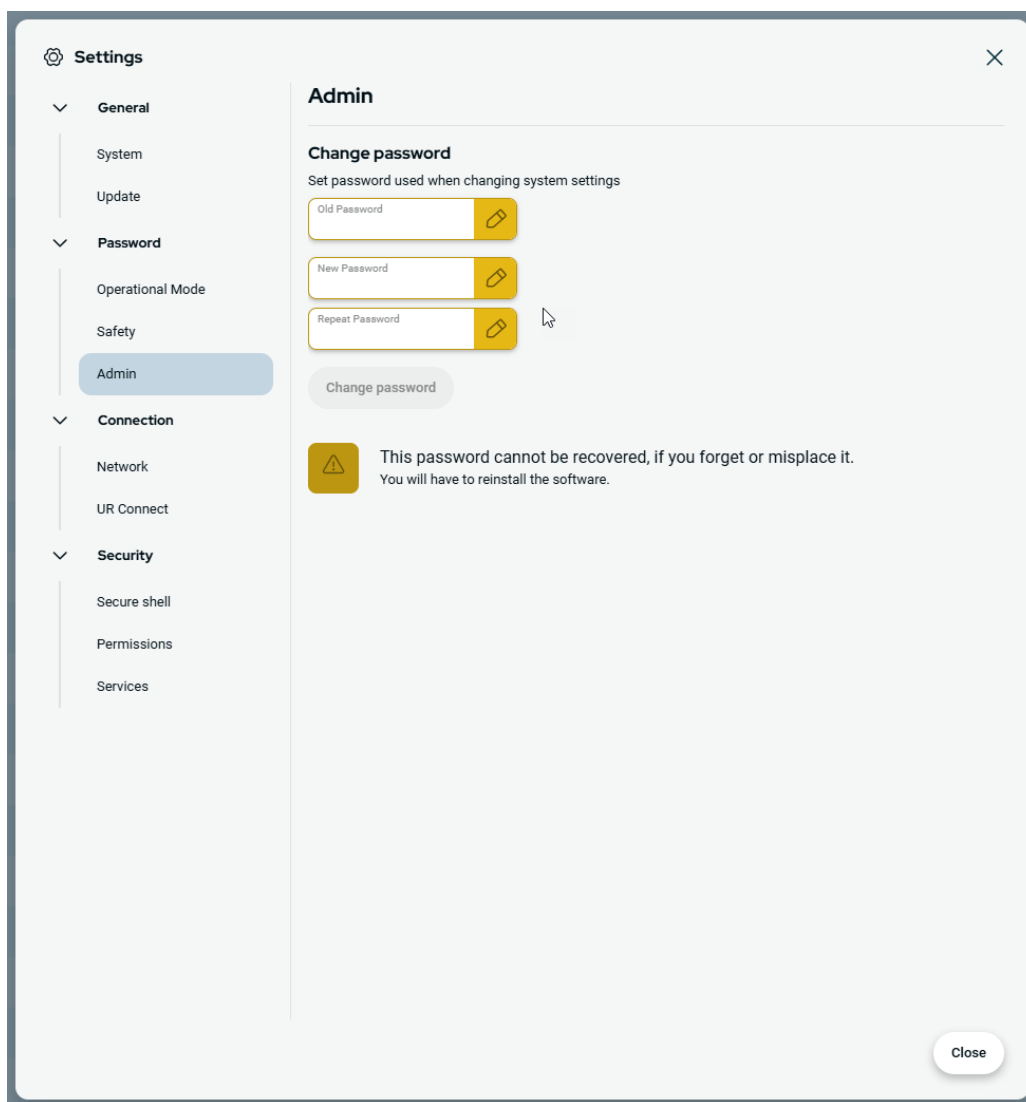 Settings
General
System
Update
Password
Operational Mode
Safety
Admin
Connection
Network
UR Connect
Security
Secure shell
Permissions
Services
Admin
Change password
Set password used when changing system settings
Old Password
New Password
Repeat Password
Change password
This password cannot be recovered, if you forget or misplace it.
You will have to reinstall the software.
Close